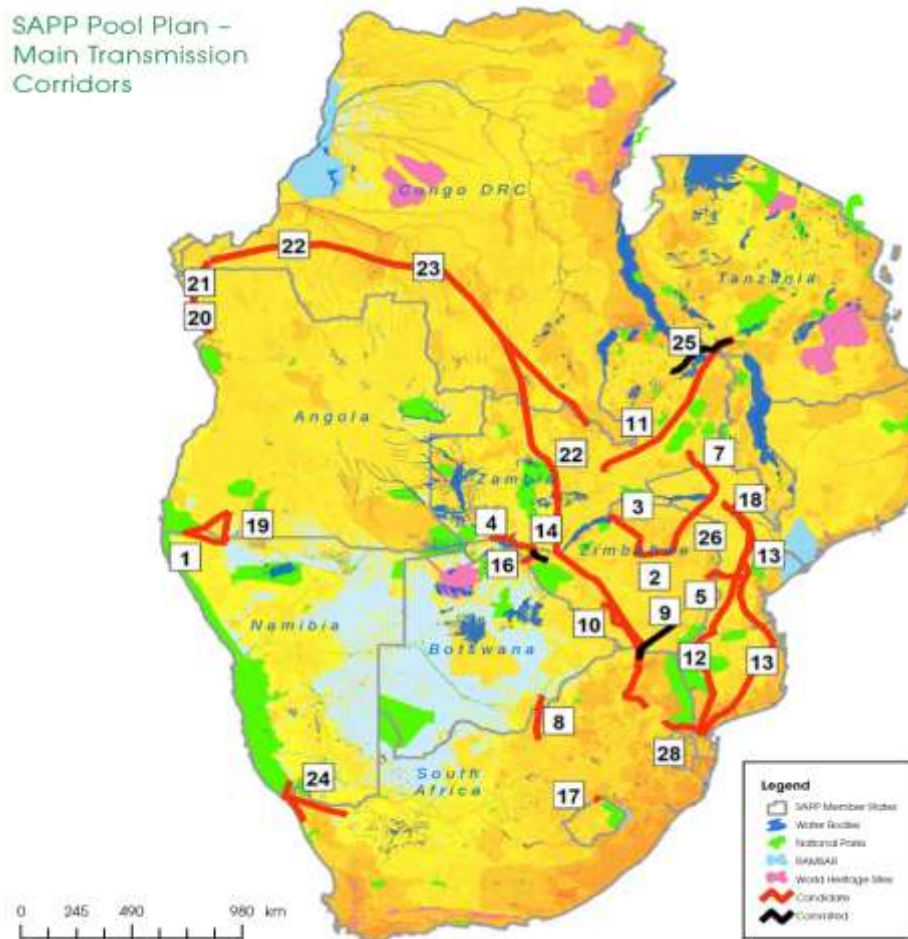 SAPP Pool Plan –
Main Transmission
Corridors
Congo DRC
22
23
Tanzania
21
20
25
Angola
11
7
22
Zambia
3
18
4
14
19
Zimbabwe
26
13
1
16
2
5
9
Namibia
10
Botswana
12
13
8
28
South
Africa
24
17
Legend
SAPP Member States
Water Bodies
National Parks
RAMSAR
World Heritage Sites
Candidate
Committed
0 245 490 980 km